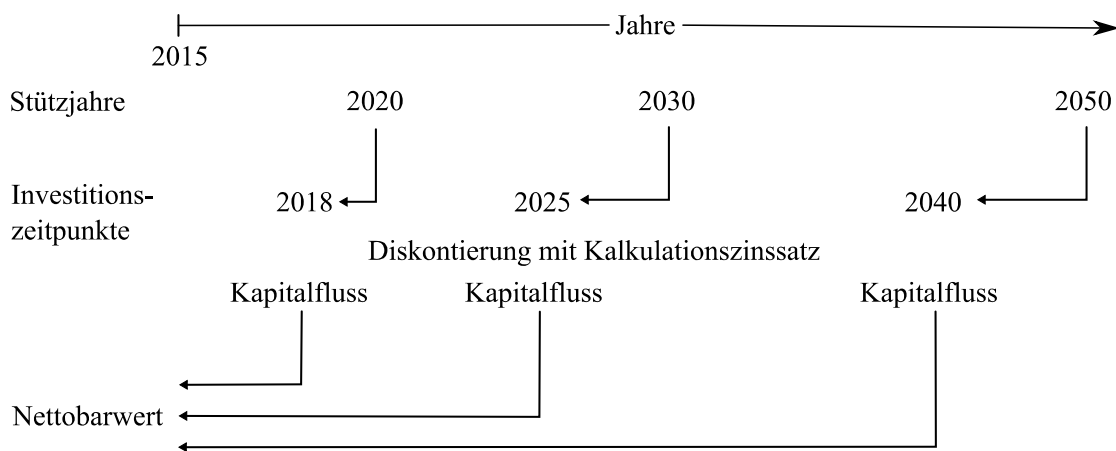 Jahre
2015
Stützjahre 2020 2030 2050
Investitions-
zeitpunkte
2018 2025 2040
Diskontierung mit Kalkulationszinssatz
Kapitalfluss Kapitalfluss Kapitalfluss
Nettobarwert